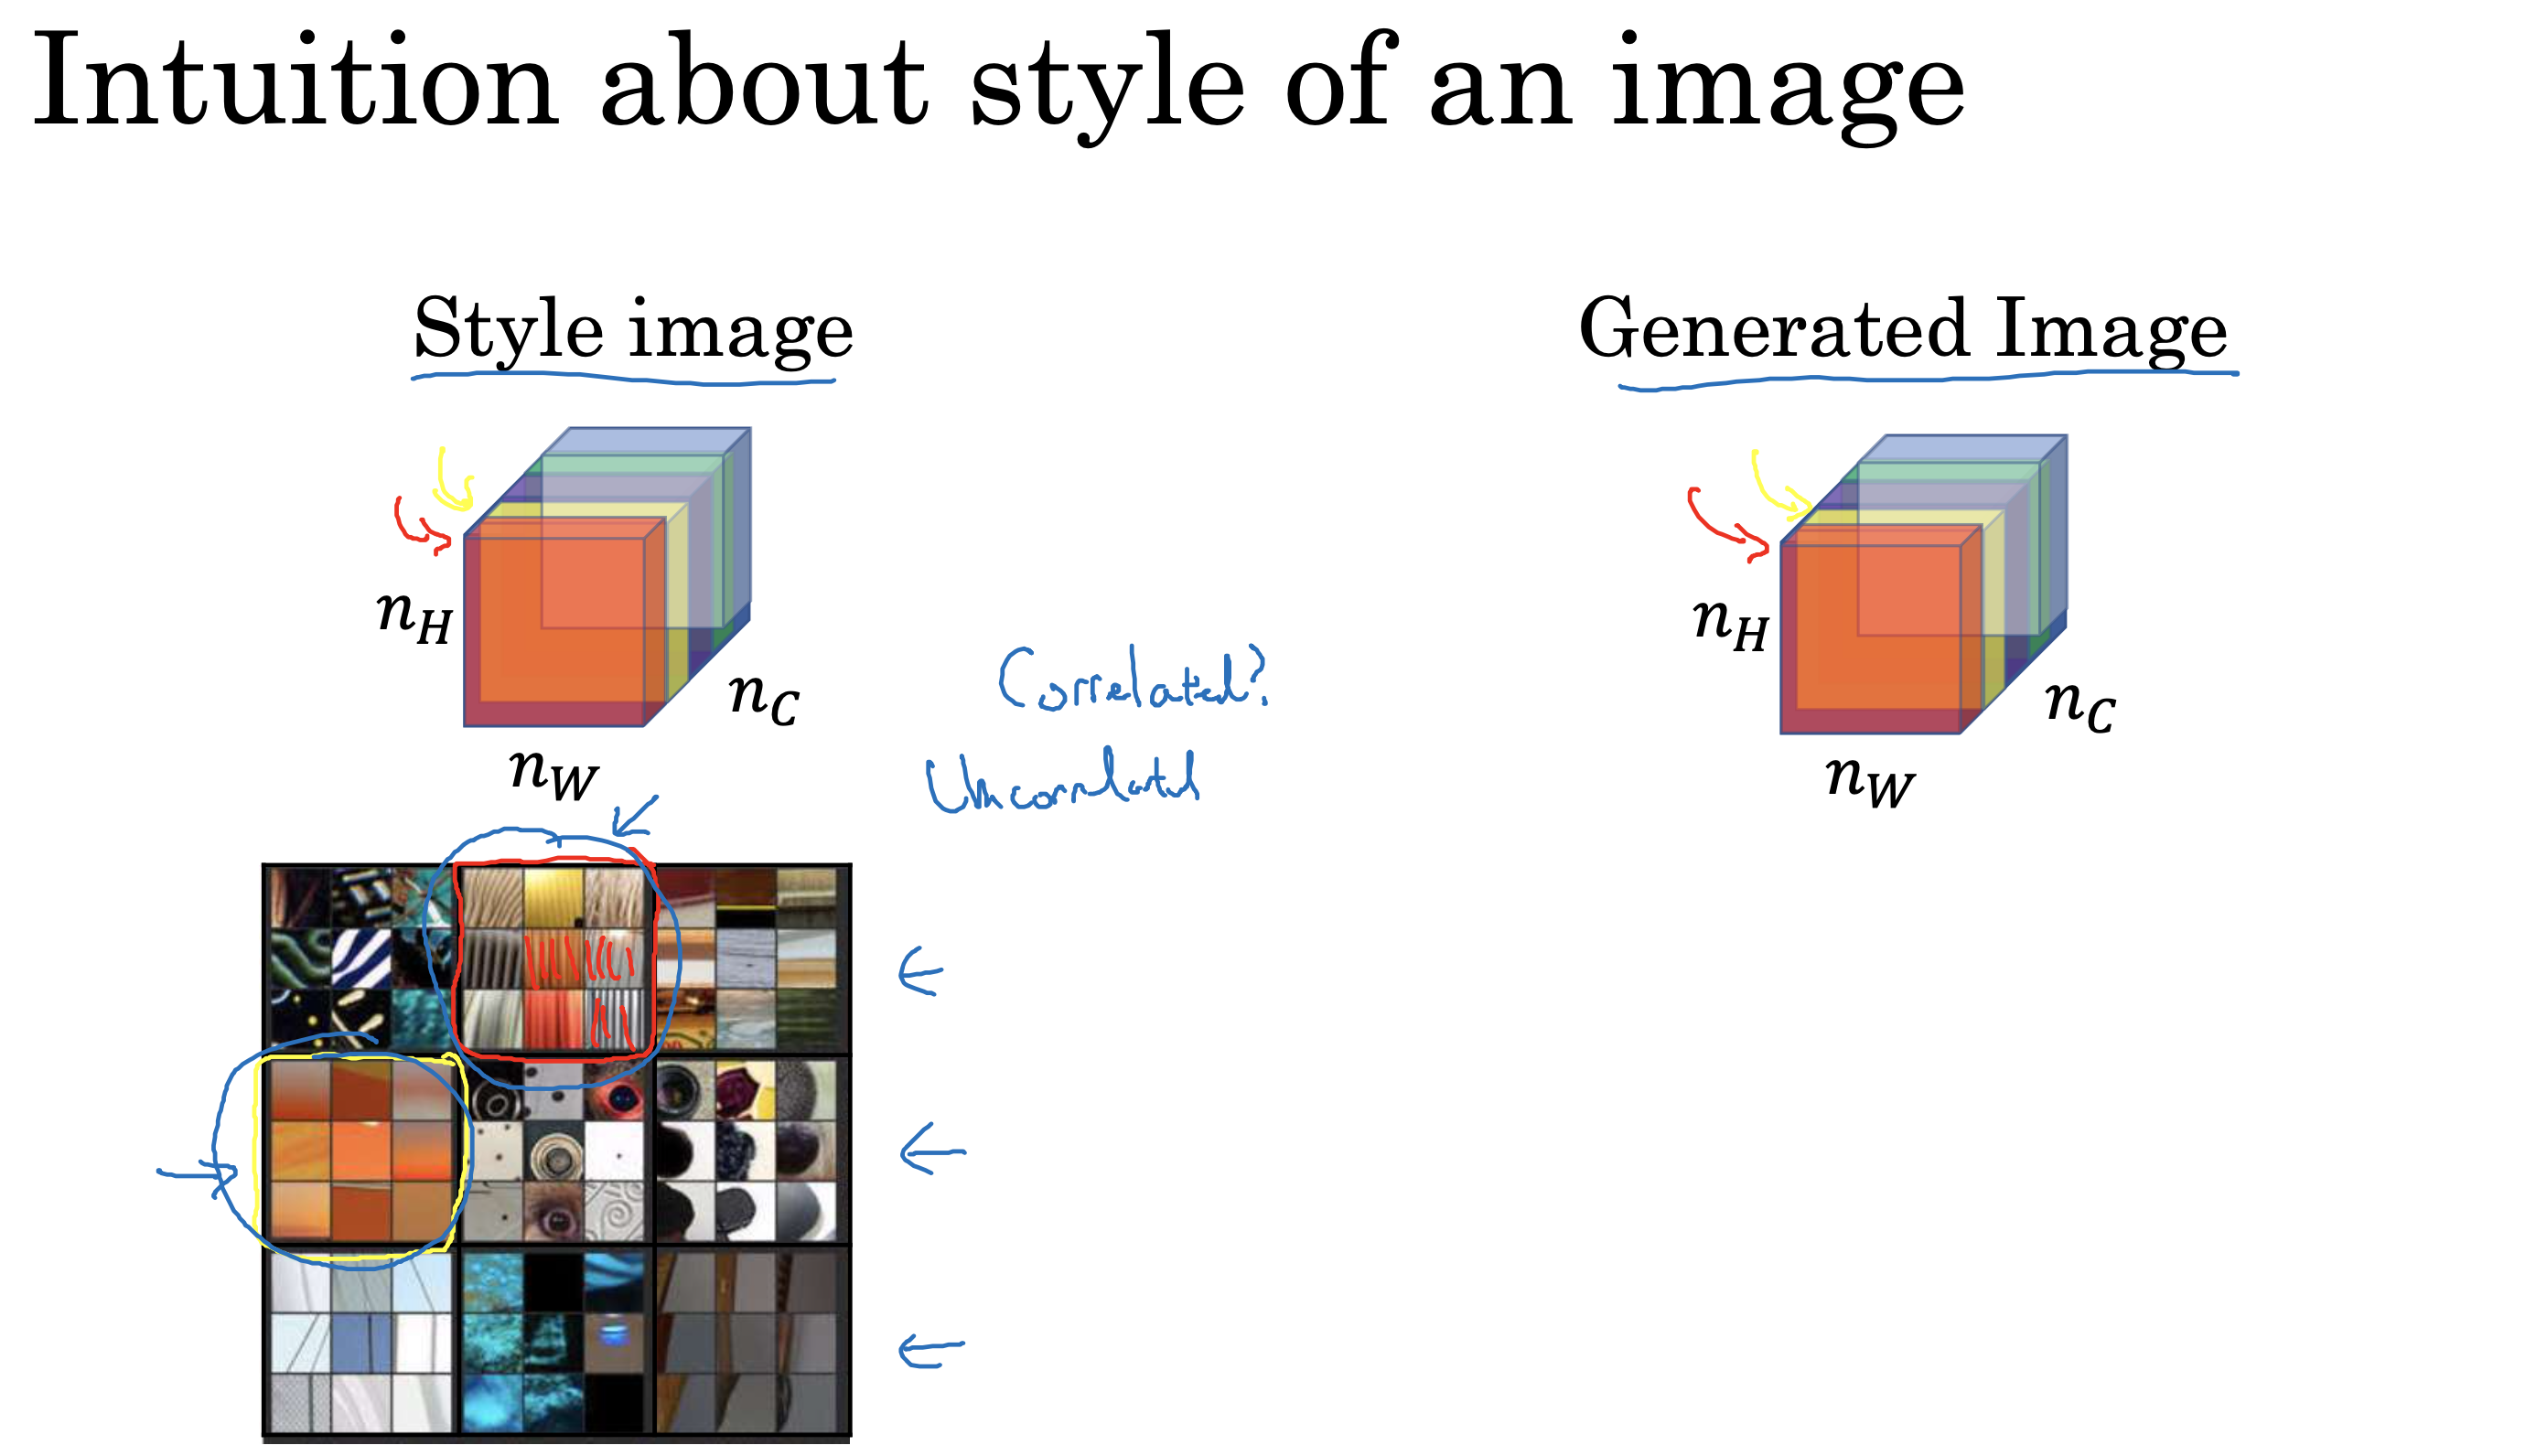 Intuition about style of an image
Style image
Generated Image
n_H
n_C
n_W
n_H
n_C
n_W
Correlated?
Uncorrelated